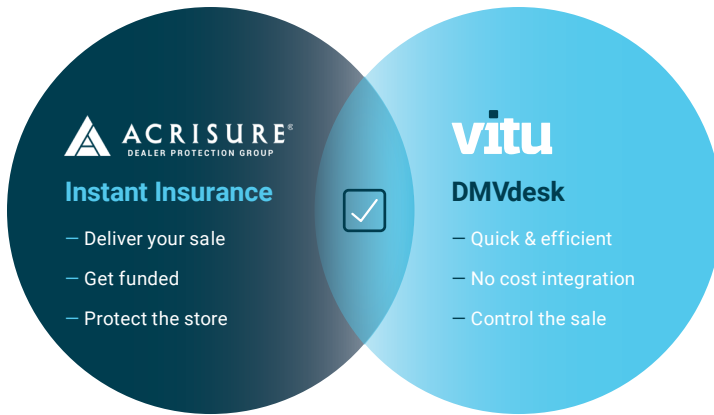 ACRISURE®
DEALER PROTECTION GROUP
Instant Insurance
— Deliver your sale
— Get funded
— Protect the store
vitu
DMVdesk
— Quick & efficient
— No cost integration
— Control the sale